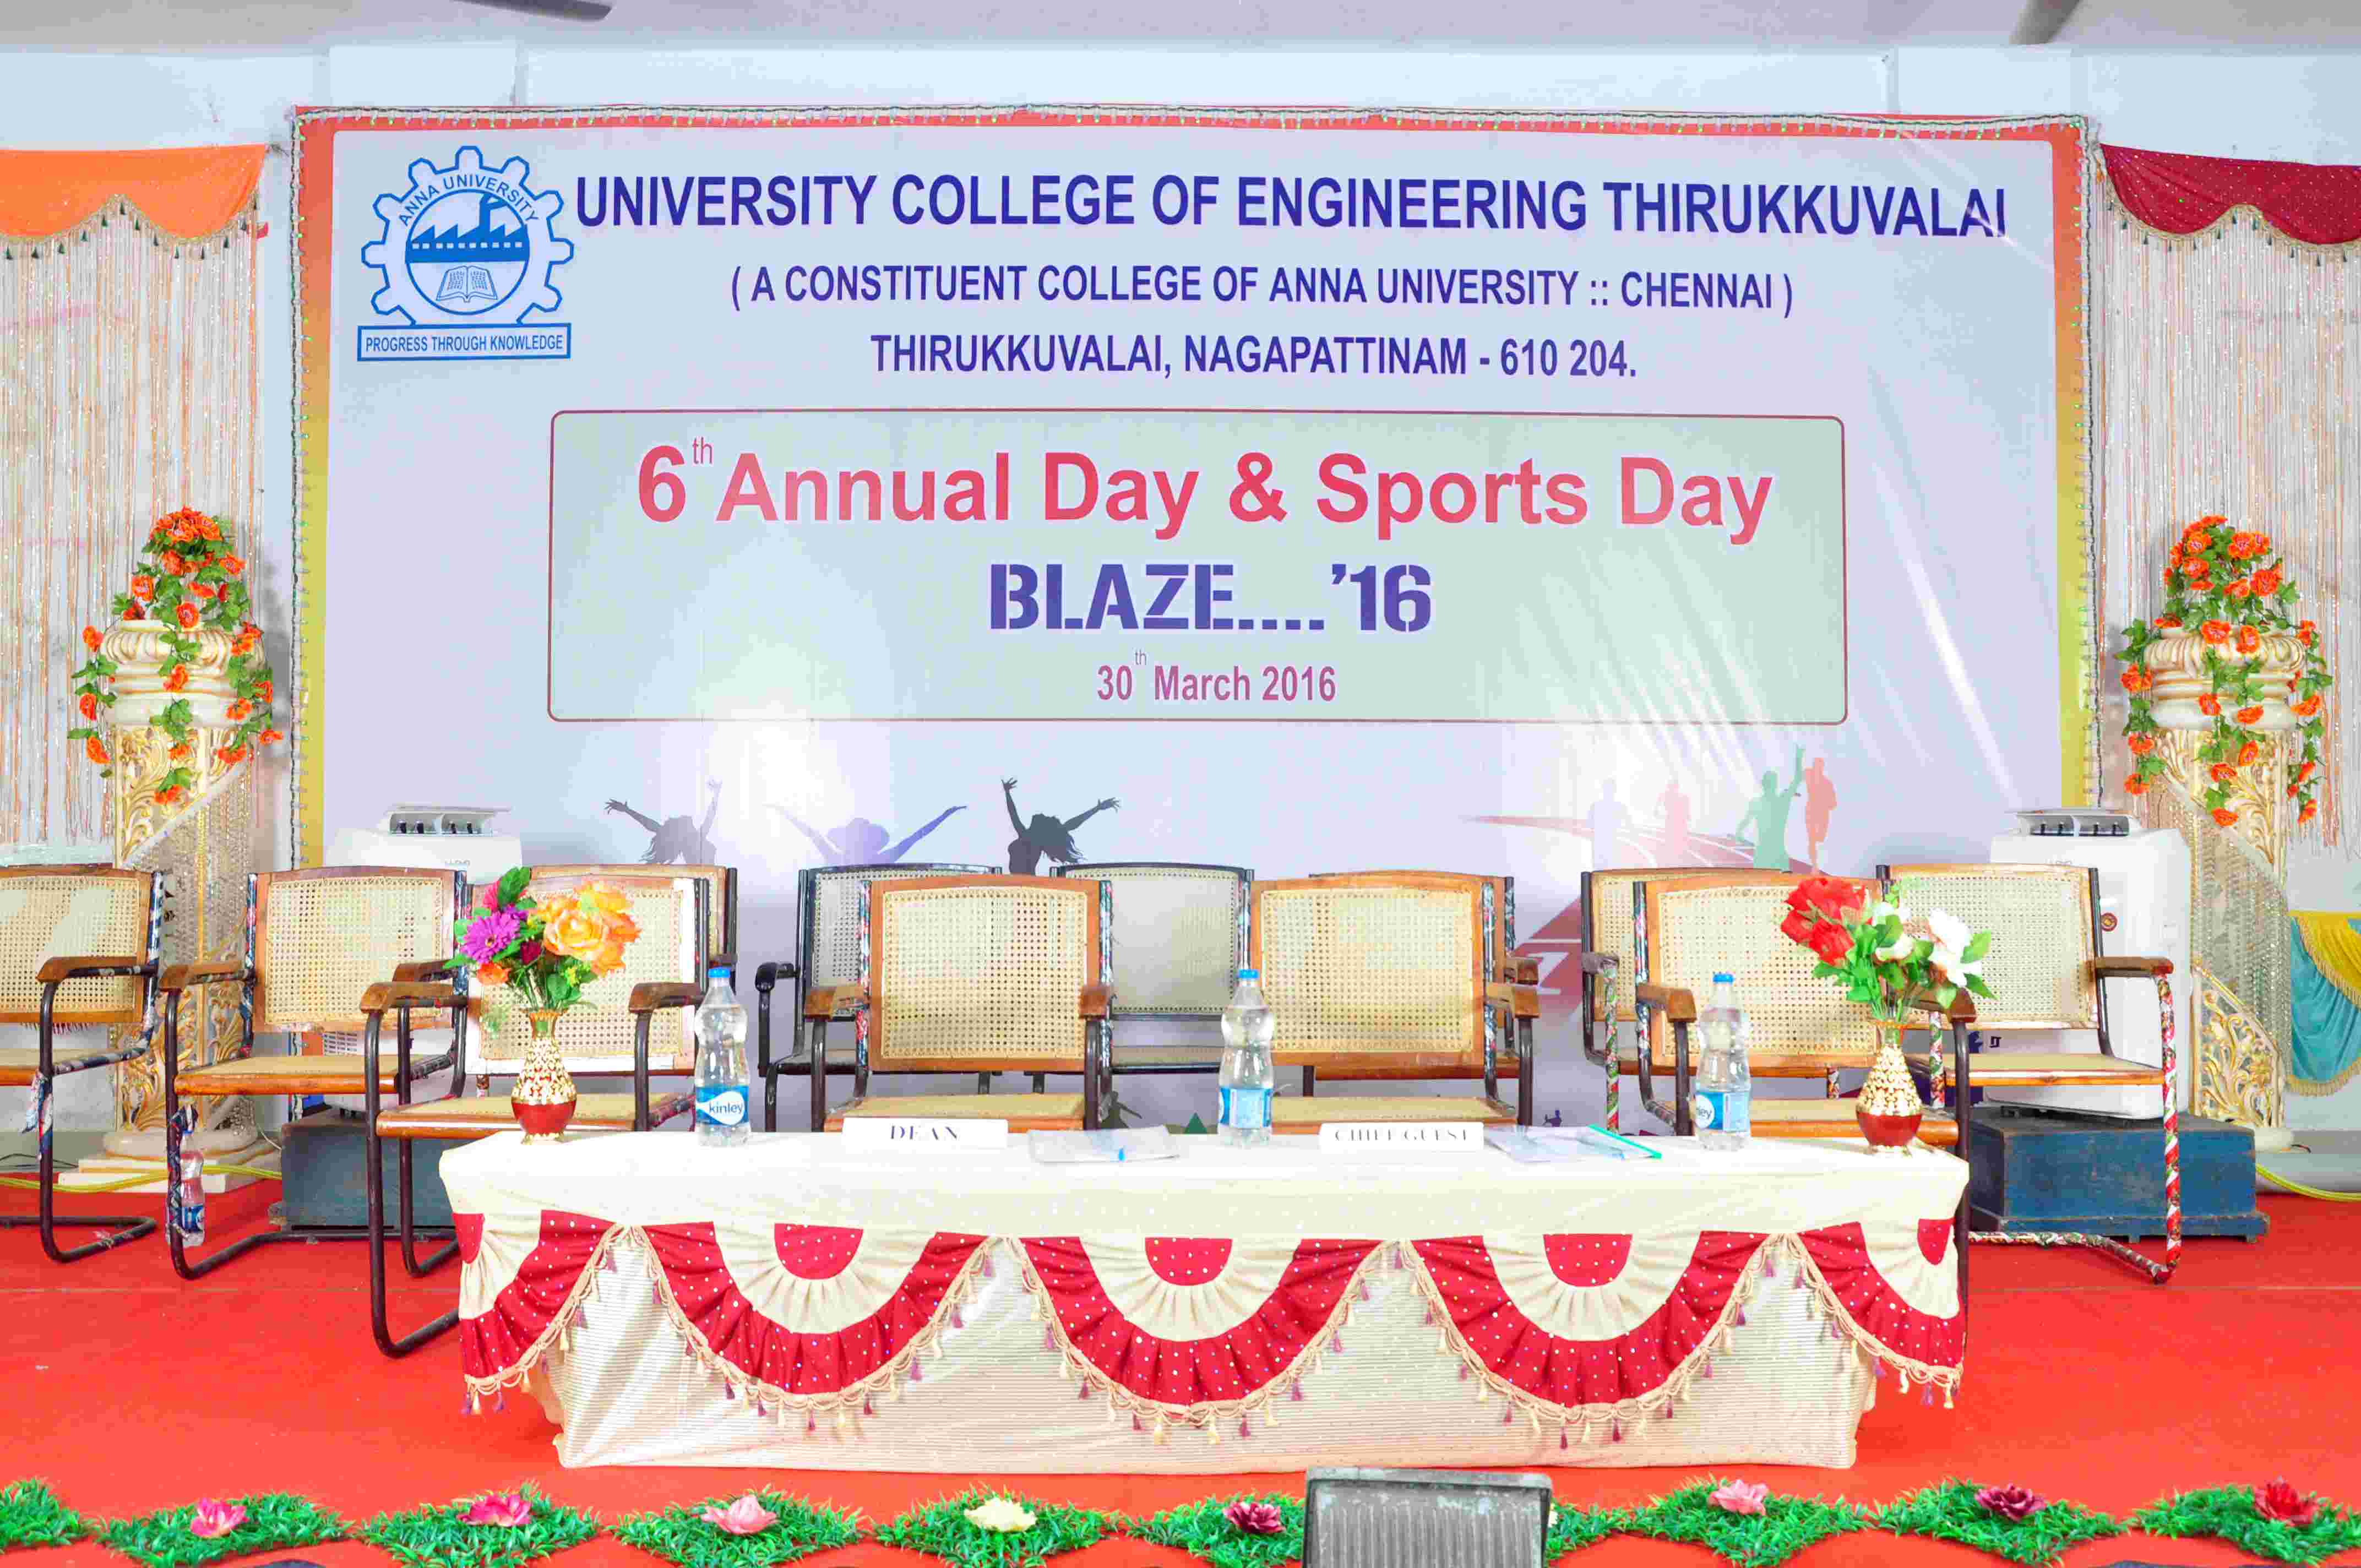 ANNA UNIVERSITY
PROGRESS THROUGH KNOWLEDGE
UNIVERSITY COLLEGE OF ENGINEERING THIRUKKUVALAI
( A CONSTITUENT COLLEGE OF ANNA UNIVERSITY :: CHENNAI )
THIRUKKUVALAI, NAGAPATTINAM - 610 204.
6th Annual Day & Sports Day
BLAZE....'16
30th March 2016
LLOYD
kinley
DEAN
CHIEF GUEST